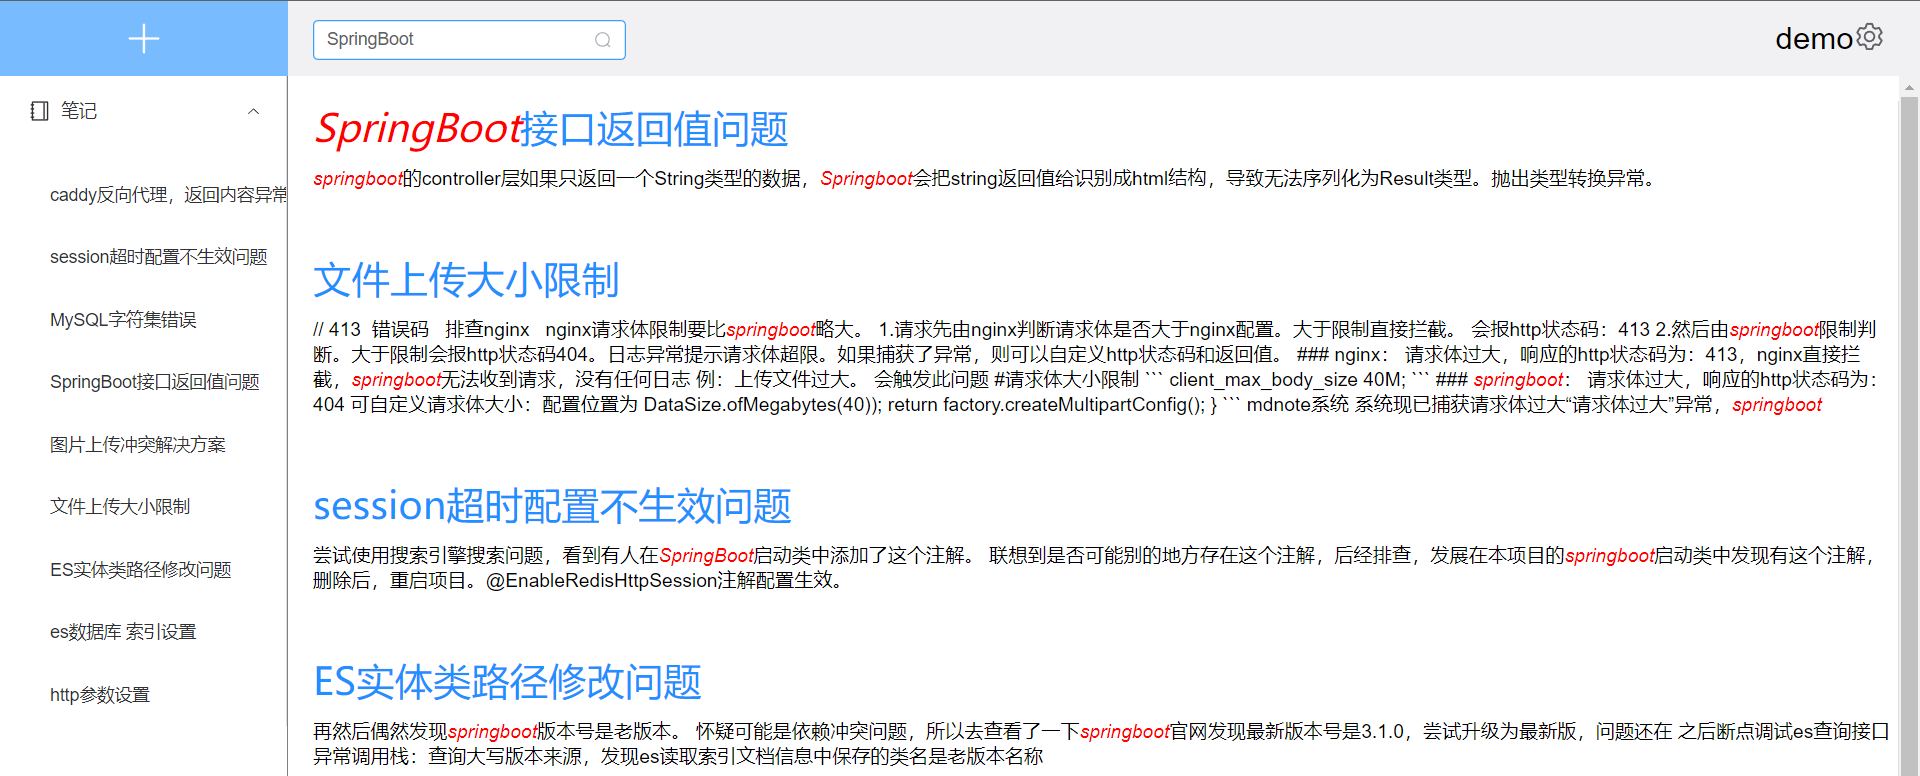 SpringBoot
demo
笔记
caddy反向代理，返回内容异常
session超时配置不生效问题
MySQL字符集错误
SpringBoot接口返回值问题
图片上传冲突解决方案
文件上传大小限制
ES实体类路径修改问题
es数据库 索引设置
http参数设置
SpringBoot接口返回值问题
springboot的controller层如果只返回一个String类型的数据，Springboot会把string返回值给识别成html结构，导致无法序列化为Result类型。抛出类型转换异常。
文件上传大小限制
// 413 错误码 排查nginx nginx请求体限制要比springboot略大。 1.请求先由nginx判断请求体是否大于nginx配置。大于限制直接拦截。 会报http状态码：413 2.然后由springboot限制判
断。大于限制会报http状态码404。日志异常提示请求体超限。如果捕获了异常，则可以自定义http状态码和返回值。 ### nginx： 请求体过大，响应的http状态码为：413，nginx直接拦
截，springboot无法收到请求，没有任何日志 例：上传文件过大。 会触发此问题 #请求体大小限制 ``` client_max_body_size 40M; ``` ### springboot： 请求体过大，响应的http状态码为：
404 可自定义请求体大小：配置位置为 DataSize.ofMegabytes(40)); return factory.createMultipartConfig(); } ``` mdnote系统 系统现已捕获请求体过大“请求体过大”异常，springboot
session超时配置不生效问题
尝试使用搜索引擎搜索问题，看到有人在SpringBoot启动类中添加了这个注解。 联想到是否可能别的地方存在这个注解，后经排查，发展在本项目的springboot启动类中发现有这个注解，
删除后，重启项目。@EnableRedisHttpSession注解配置生效。
ES实体类路径修改问题
再然后偶然发现springboot版本号是老版本。 怀疑可能是依赖冲突问题，所以去查看了一下springboot官网发现最新版本号是3.1.0，尝试升级为最新版，问题还在 之后断点调试es查询接口
异常调用栈：查询大写版本来源，发现es读取索引文档信息中保存的类名是老版本名称